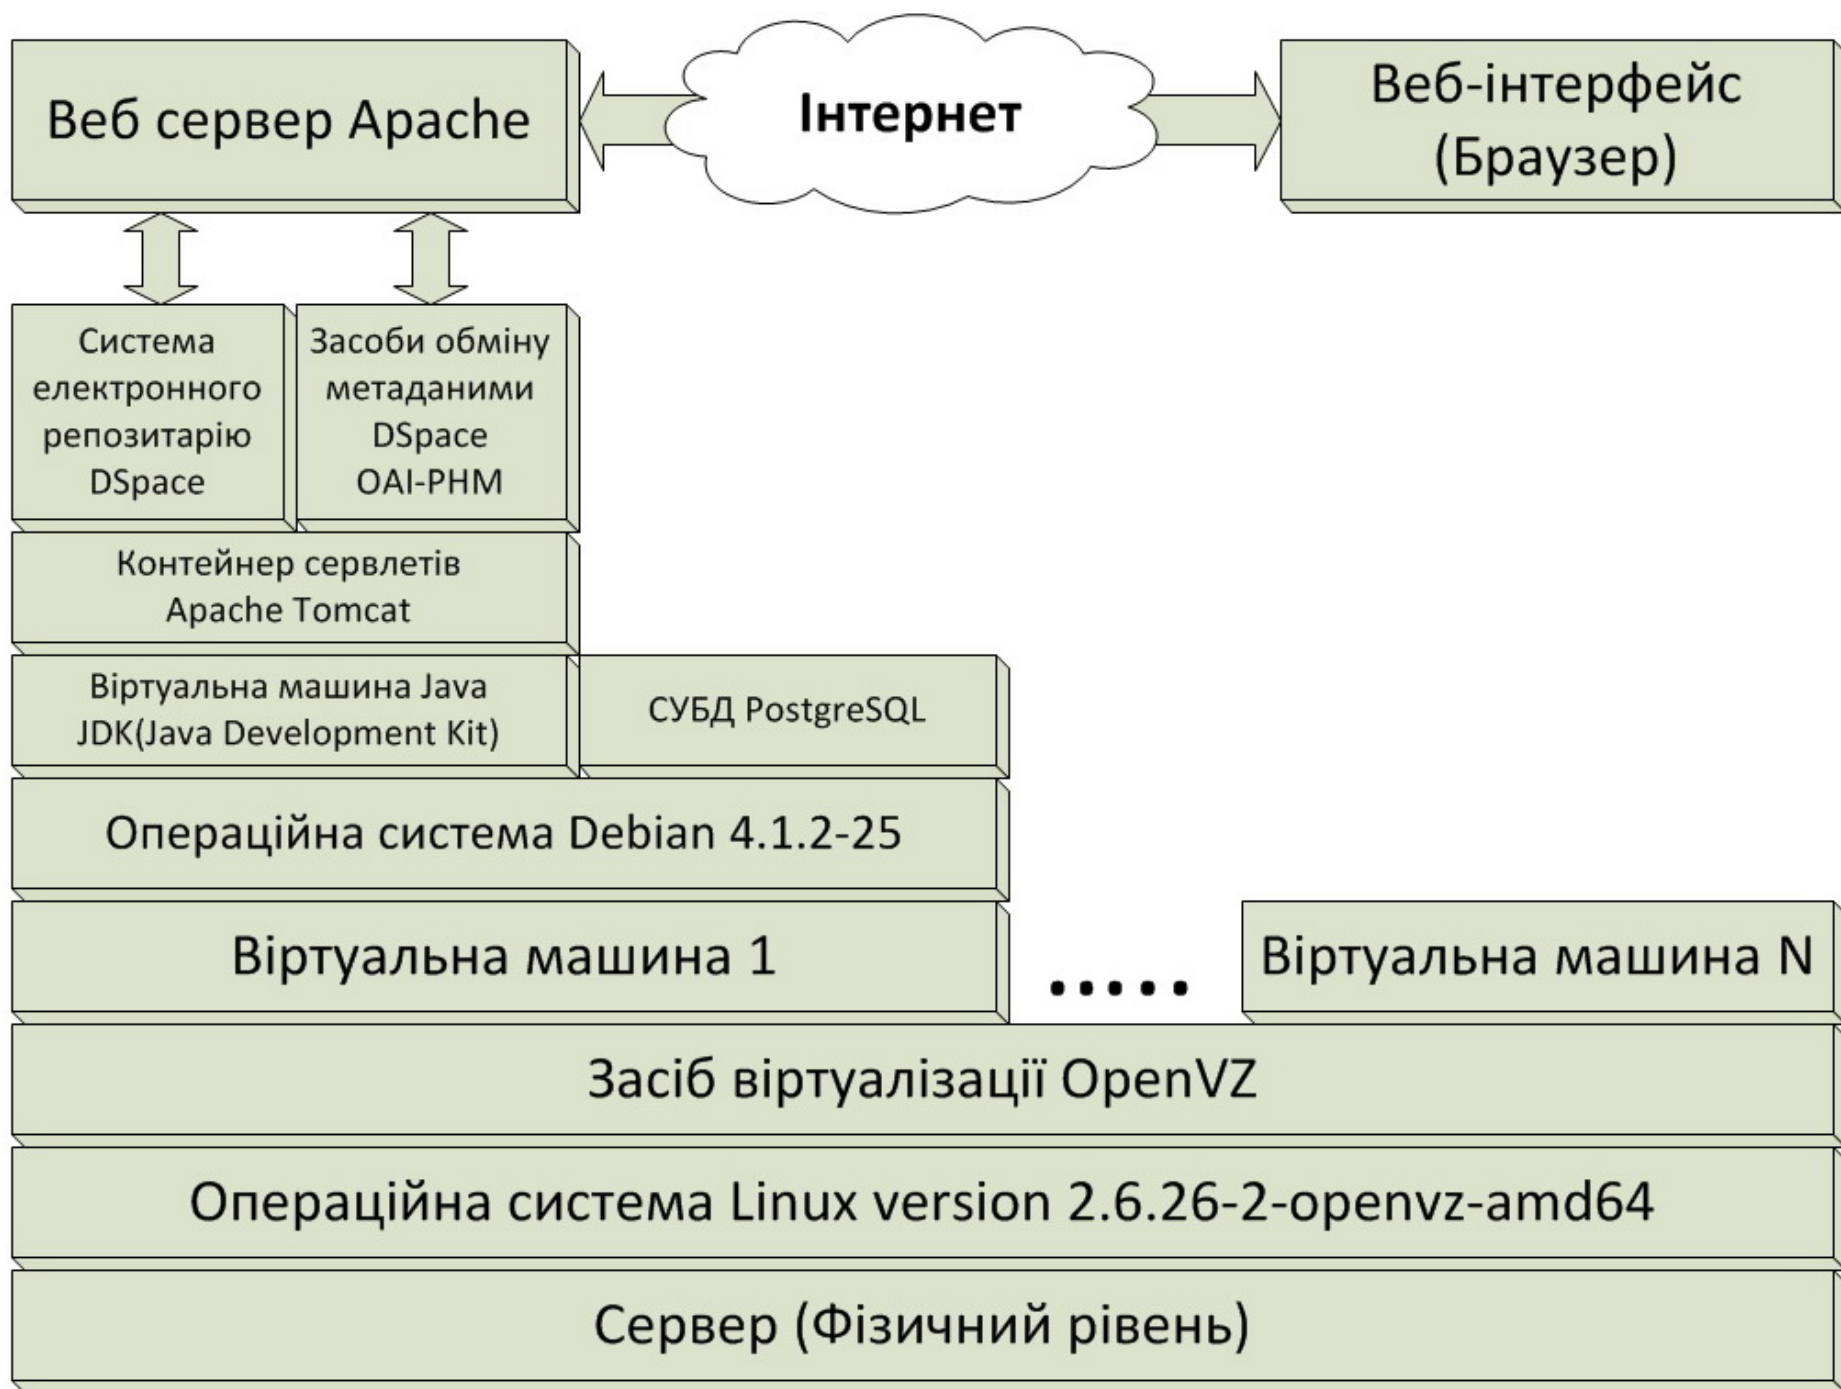 Веб сервер Apache
Інтернет
Веб-інтерфейс
(Браузер)
Система
електронного
репозитарію
DSpace
Засоби обміну
метаданими
DSpace
OAI-PHM
Контейнер сервлетів
Apache Tomcat
Віртуальна машина Java
JDK(Java Development Kit)
СУБД PostgreSQL
Операційна система Debian 4.1.2-25
Віртуальна машина 1
.....
Віртуальна машина N
Засіб віртуалізації OpenVZ
Операційна система Linux version 2.6.26-2-openvz-amd64
Сервер (Фізичний рівень)